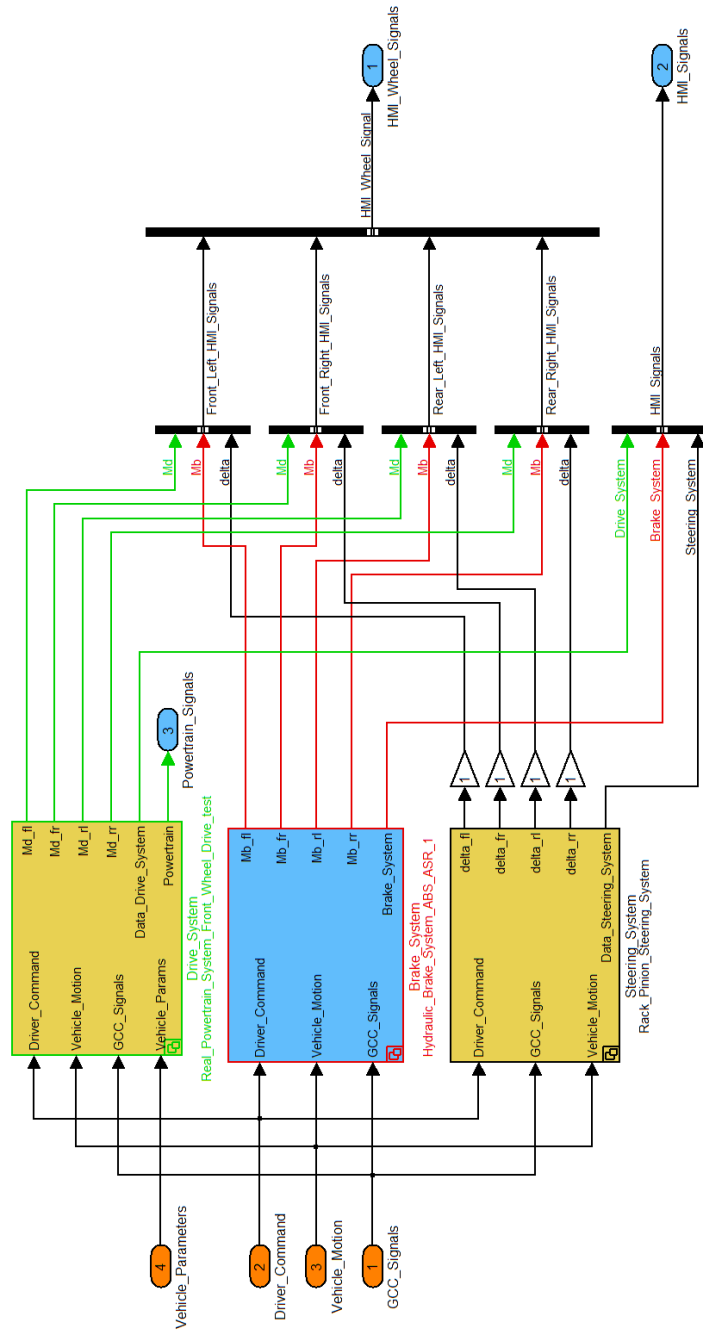 4
Vehicle_Parameters
2
Driver_Command
3
Vehicle_Motion
1
GCC_Signals
Driver_Command
Vehicle_Motion
GCC_Signals
Vehicle_Params
Md_fl
Md_fr
Md_rl
Md_rr
Data_Drive_System
Powertrain
Drive_System
Real_Powertrain_System_Front_Wheel_Drive_test
3
Powertrain_Signals
Driver_Command
Vehicle_Motion
GCC_Signals
Mb_fl
Mb_fr
Mb_rl
Mb_rr
Brake_System
Brake_System
Hydraulic_Brake_System_ABS_ASR_1
Driver_Command
GCC_Signals
Vehicle_Motion
delta_fl
delta_fr
delta_rl
delta_rr
Data_Steering_System
Steering_System
Rack_Pinion_Steering_System
1
1
1
1
Md
Mb
delta
Md
Mb
delta
Md
Mb
delta
Md
Mb
delta
Drive_System
Brake_System
Steering_System
Front_Left_HMI_Signals
Front_Right_HMI_Signals
Rear_Left_HMI_Signals
Rear_Right_HMI_Signals
HMI_Signals
HMI_Wheel_Signal
1
HMI_Wheel_Signals
2
HMI_Signals